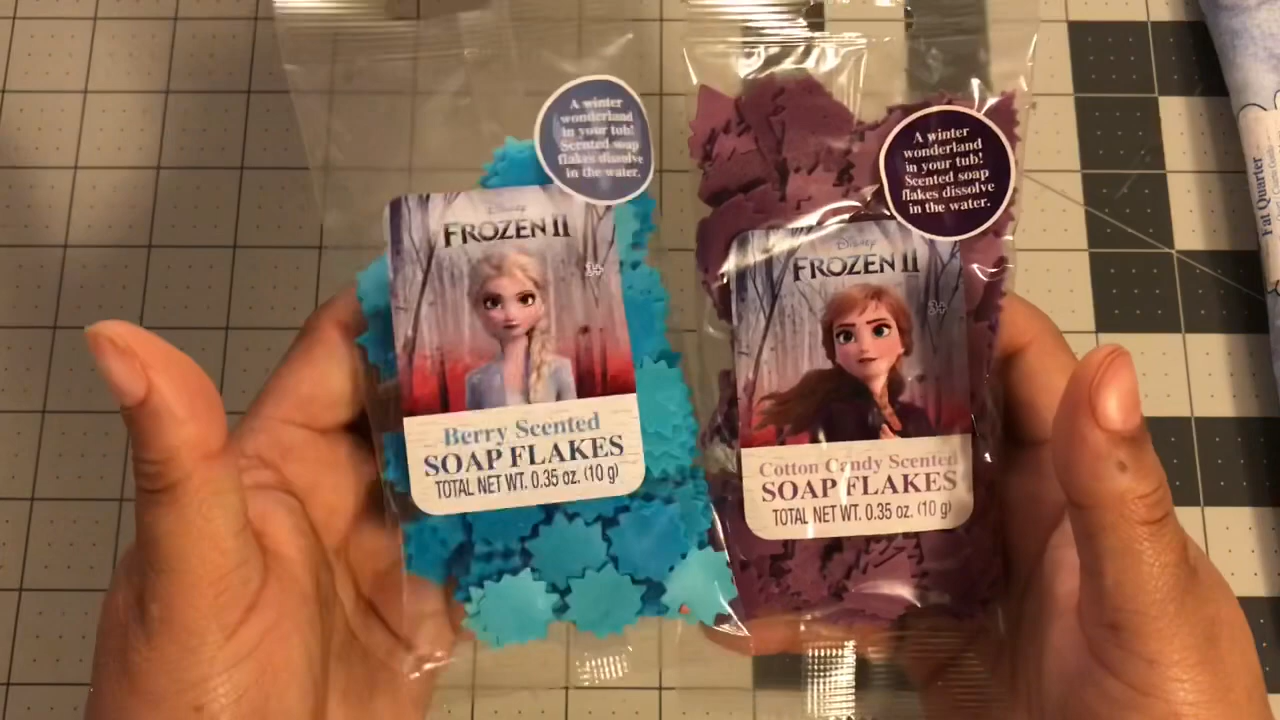 A winter
wonderland
in your tub!
Scented soap
flakes dissolve
in the water.
Disney
FROZEN II
3+
Berry Scented
SOAP FLAKES
TOTAL NET WT. 0.35 oz. (10 g)
A winter
wonderland
in your tub!
Scented soap
flakes dissolve
in the water.
Disney
FROZEN II
3+
Cotton Candy Scented
SOAP FLAKES
TOTAL NET WT. 0.35 oz. (10 g)
Fat Quarter